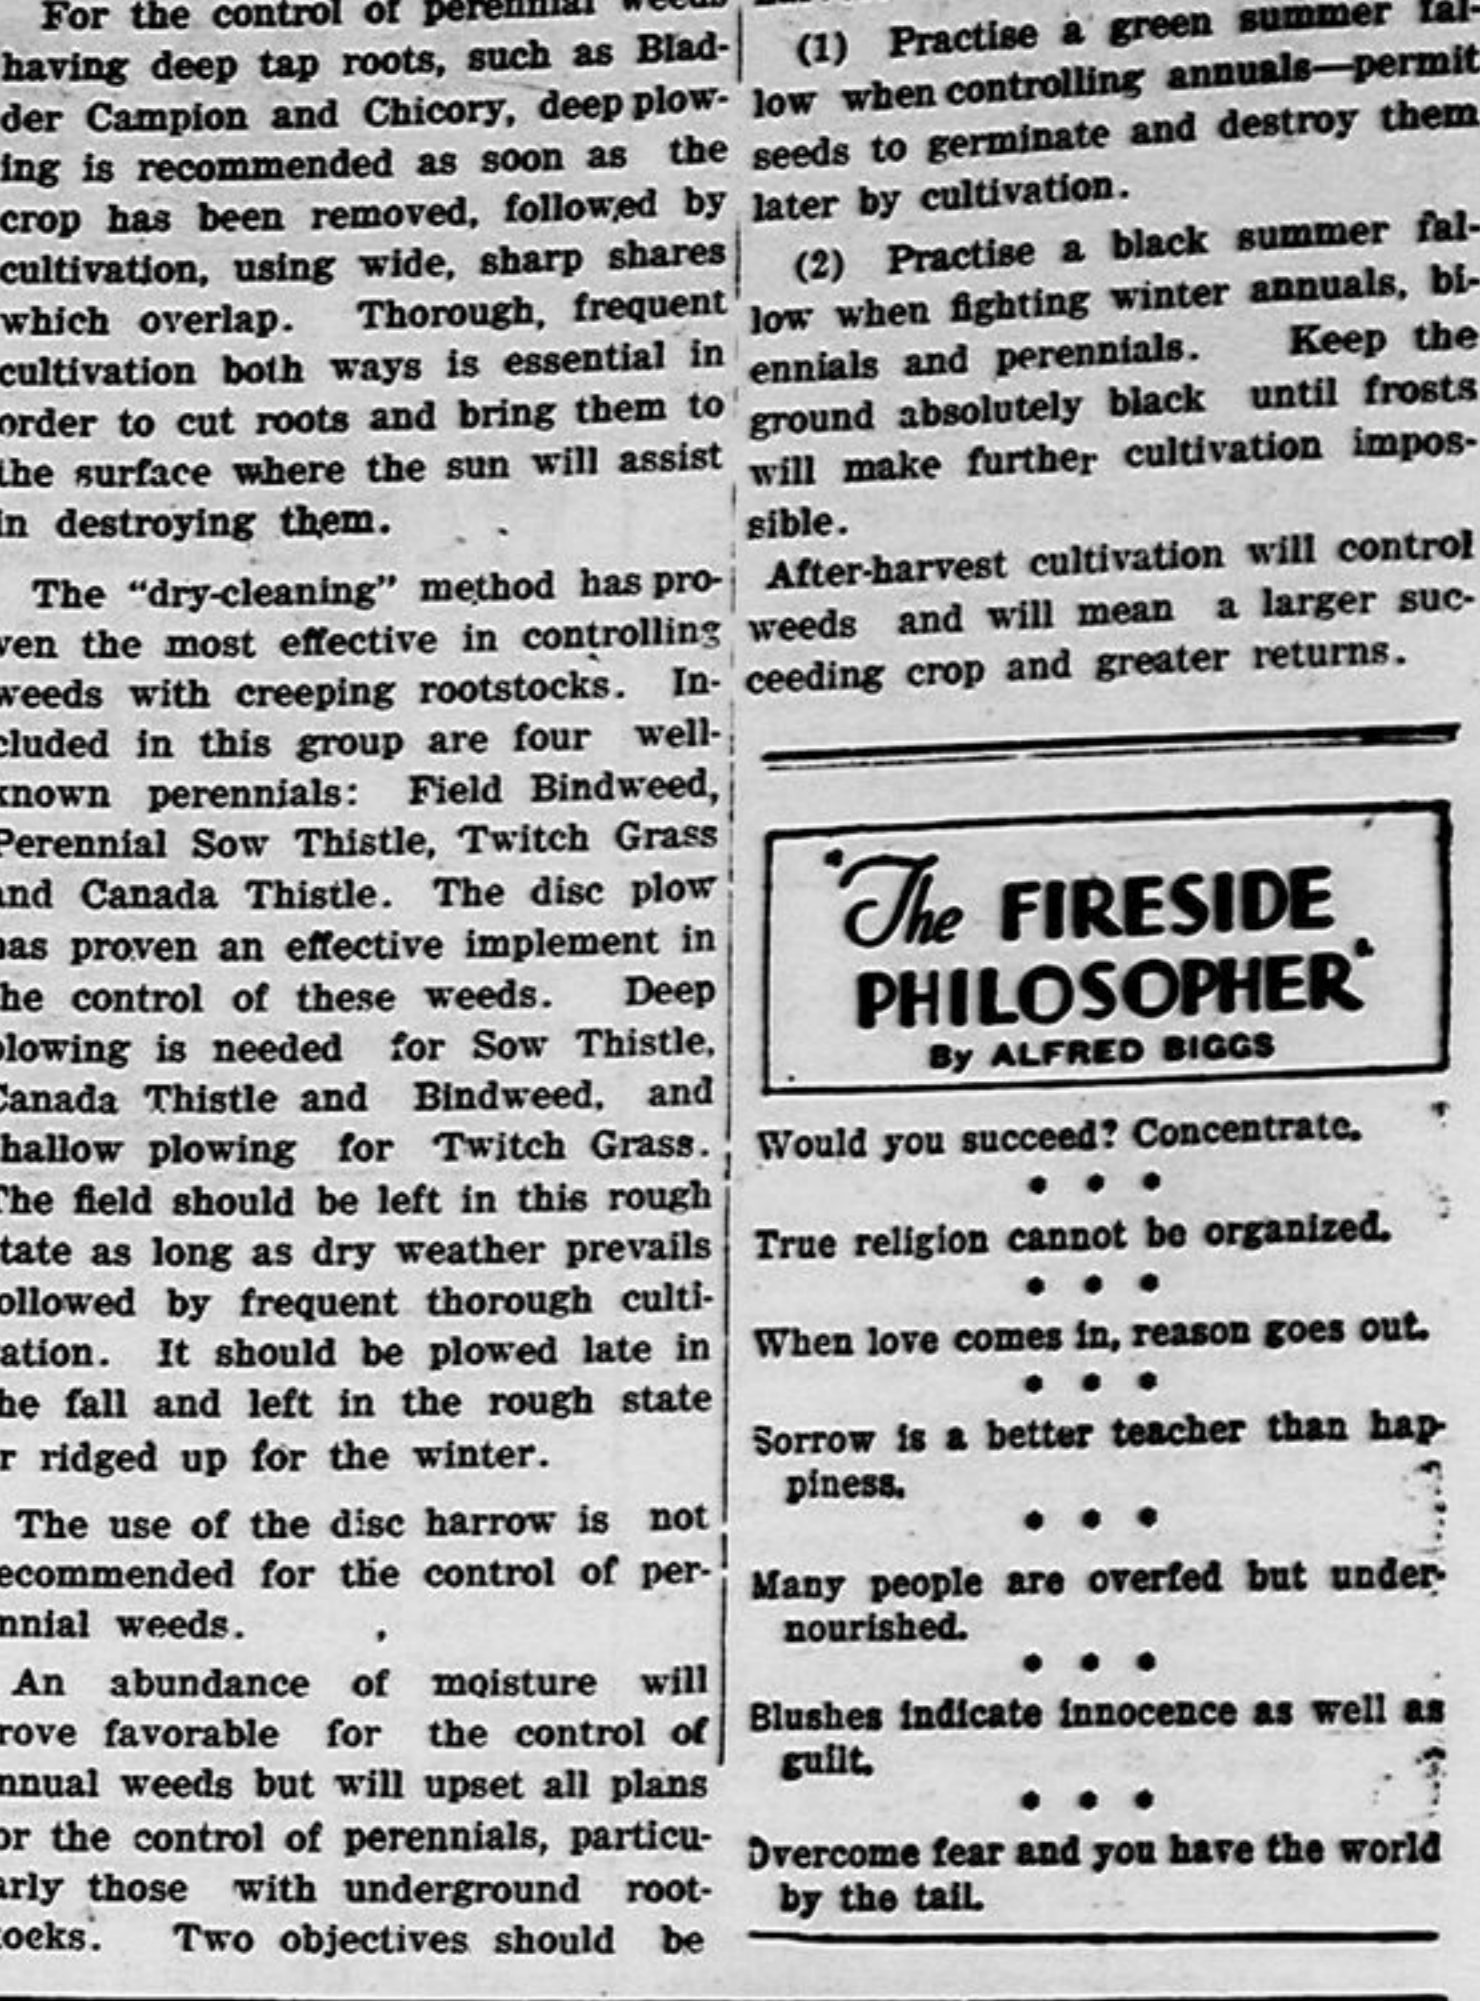 For the control of perennial weeds
having deep tap roots, such as Blad-
der Campion and Chicory, deep plow-
ing is recommended as soon as the
crop has been removed, followed by
cultivation, using wide, sharp shares
which overlap. Thorough, frequent
cultivation both ways is essential in
order to cut roots and bring them to
the surface where the sun will assist
in destroying them.
The "dry-cleaning" method has pro-
ven the most effective in controlling
weeds with creeping rootstocks. In-
cluded in this group are four well-
known perennials: Field Bindweed,
Perennial Sow Thistle, Twitch Grass
and Canada Thistle. The disc plow
has proven an effective implement in
he control of these weeds. Deep
plowing is needed for Sow Thistle,
Canada Thistle and Bindweed, and
hallow plowing for Twitch Grass.
The field should be left in this rough
tate as long as dry weather prevails
ollowed by frequent thorough culti-
ation. It should be plowed late in
he fall and left in the rough state
r ridged up for the winter.
The use of the disc harrow is not
ecommended for the control of per-
nnial weeds.
An abundance of moisture will
rove favorable for the control of
nnual weeds but will upset all plans
or the control of perennials, particu-
arly those with underground root-
tocks. Two objectives should be
(1) Practise a green summer fal-
low when controlling annuals—permit
seeds to germinate and destroy them
later by cultivation.
(2) Practise a black summer fal-
low when fighting winter annuals, bi-
ennials and perennials. Keep the
ground absolutely black until frosts
will make further cultivation impos-
sible.
After-harvest cultivation will control
weeds and will mean a larger suc-
ceeding crop and greater returns.
"The FIRESIDE
PHILOSOPHER"
By ALFRED BIGGS
Would you succeed? Concentrate.
• • •
True religion cannot be organized.
• • •
When love comes in, reason goes out.
• • •
Sorrow is a better teacher than hap-
piness.
• • •
Many people are overfed but under-
nourished.
• • •
Blushes indicate innocence as well as
guilt.
• • •
Overcome fear and you have the world
by the tail.